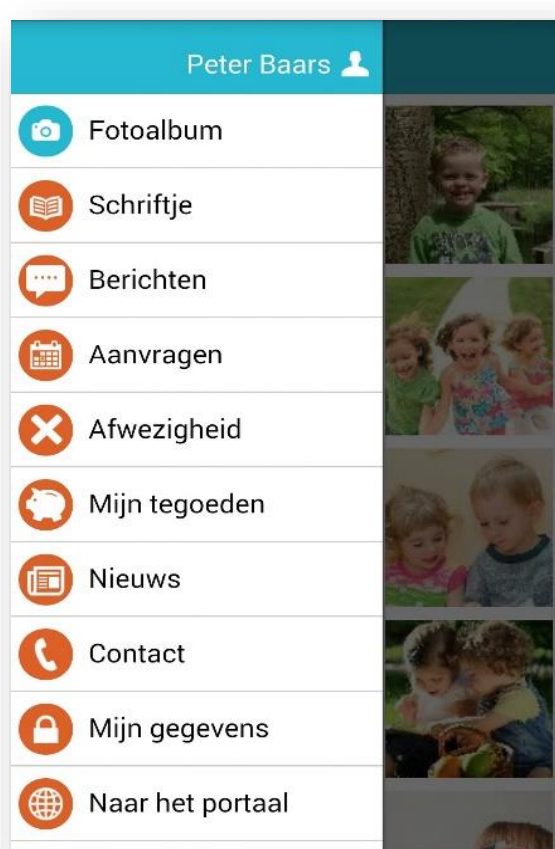 Peter Baars
Fotoalbum
Schriftje
Berichten
Aanvragen
Afwezigheid
Mijn tegoeden
Nieuws
Contact
Mijn gegevens
Naar het portaal